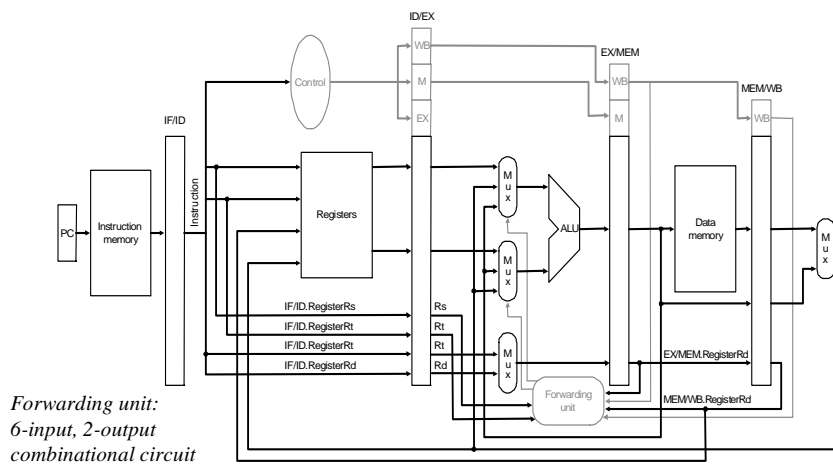 ID/EX
WB
EX/MEM
Control
M
WB
MEM/WB
IF/ID
EX
M
WB
Instruction
PC
Instruction
memory
Registers
M
u
x
M
u
x
ALU
Data
memory
M
u
x
IF/ID.RegisterRs
Rs
IF/ID.RegisterRt
Rt
IF/ID.RegisterRt
Rt
IF/ID.RegisterRd
Rd
M
u
x
EX/MEM.RegisterRd
Forwarding
unit
MEM/WB.RegisterRd
Forwarding unit:
6-input, 2-output
combinational circuit